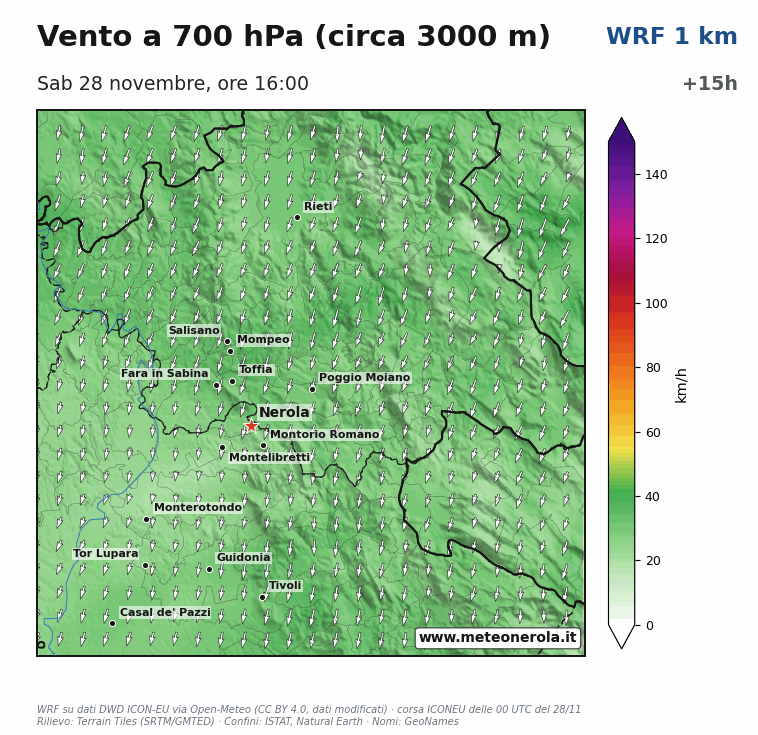 Vento a 700 hPa (circa 3000 m)
WRF 1 km
Sab 28 novembre, ore 16:00
+15h
Rieti
Salisano
Mompeo
Fara in Sabina
Toffia
Poggio Moiano
Nerola
Montorio Romano
Montelibretti
Monterotondo
Tor Lupara
Guidonia
Tivoli
Casal de' Pazzi
www.meteonerola.it
140
120
100
80
60
40
20
0
km/h
WRF su dati DWD ICON-EU via Open-Meteo (CC BY 4.0, dati modificati) · corsa ICONEU delle 00 UTC del 28/11
Rilievo: Terrain Tiles (SRTM/GMTED) · Confini: ISTAT, Natural Earth · Nomi: GeoNames